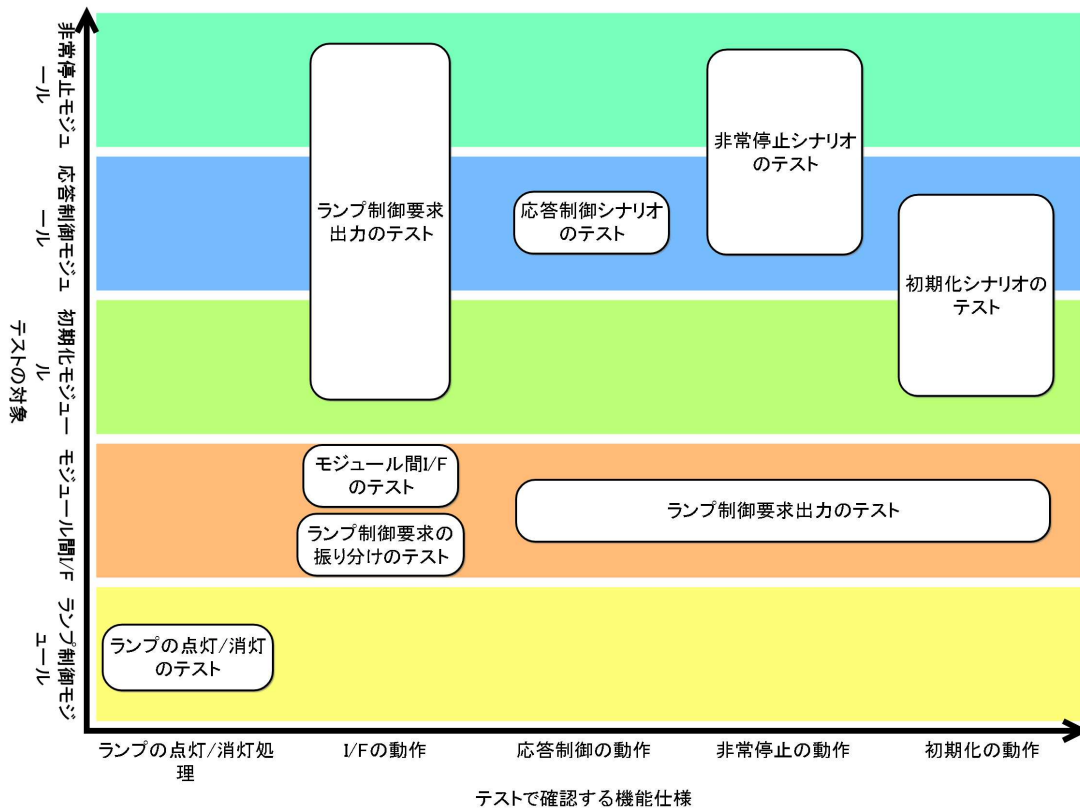 非常停止モジュ
ール
応答制御モジュ
ール
初期化モジュー
ル
モジュール間I/F
ランプ制御モジ
ュール
テストの対象
ランプ制御要求
出力のテスト
非常停止シナリオ
のテスト
応答制御シナリオ
のテスト
初期化シナリオの
テスト
モジュール間I/F
のテスト
ランプ制御要求の
振り分けのテスト
ランプ制御要求出力のテスト
ランプの点灯/消灯
のテスト
ランプの点灯/消灯処
理
I/Fの動作
応答制御の動作
非常停止の動作
初期化の動作
テストで確認する機能仕様